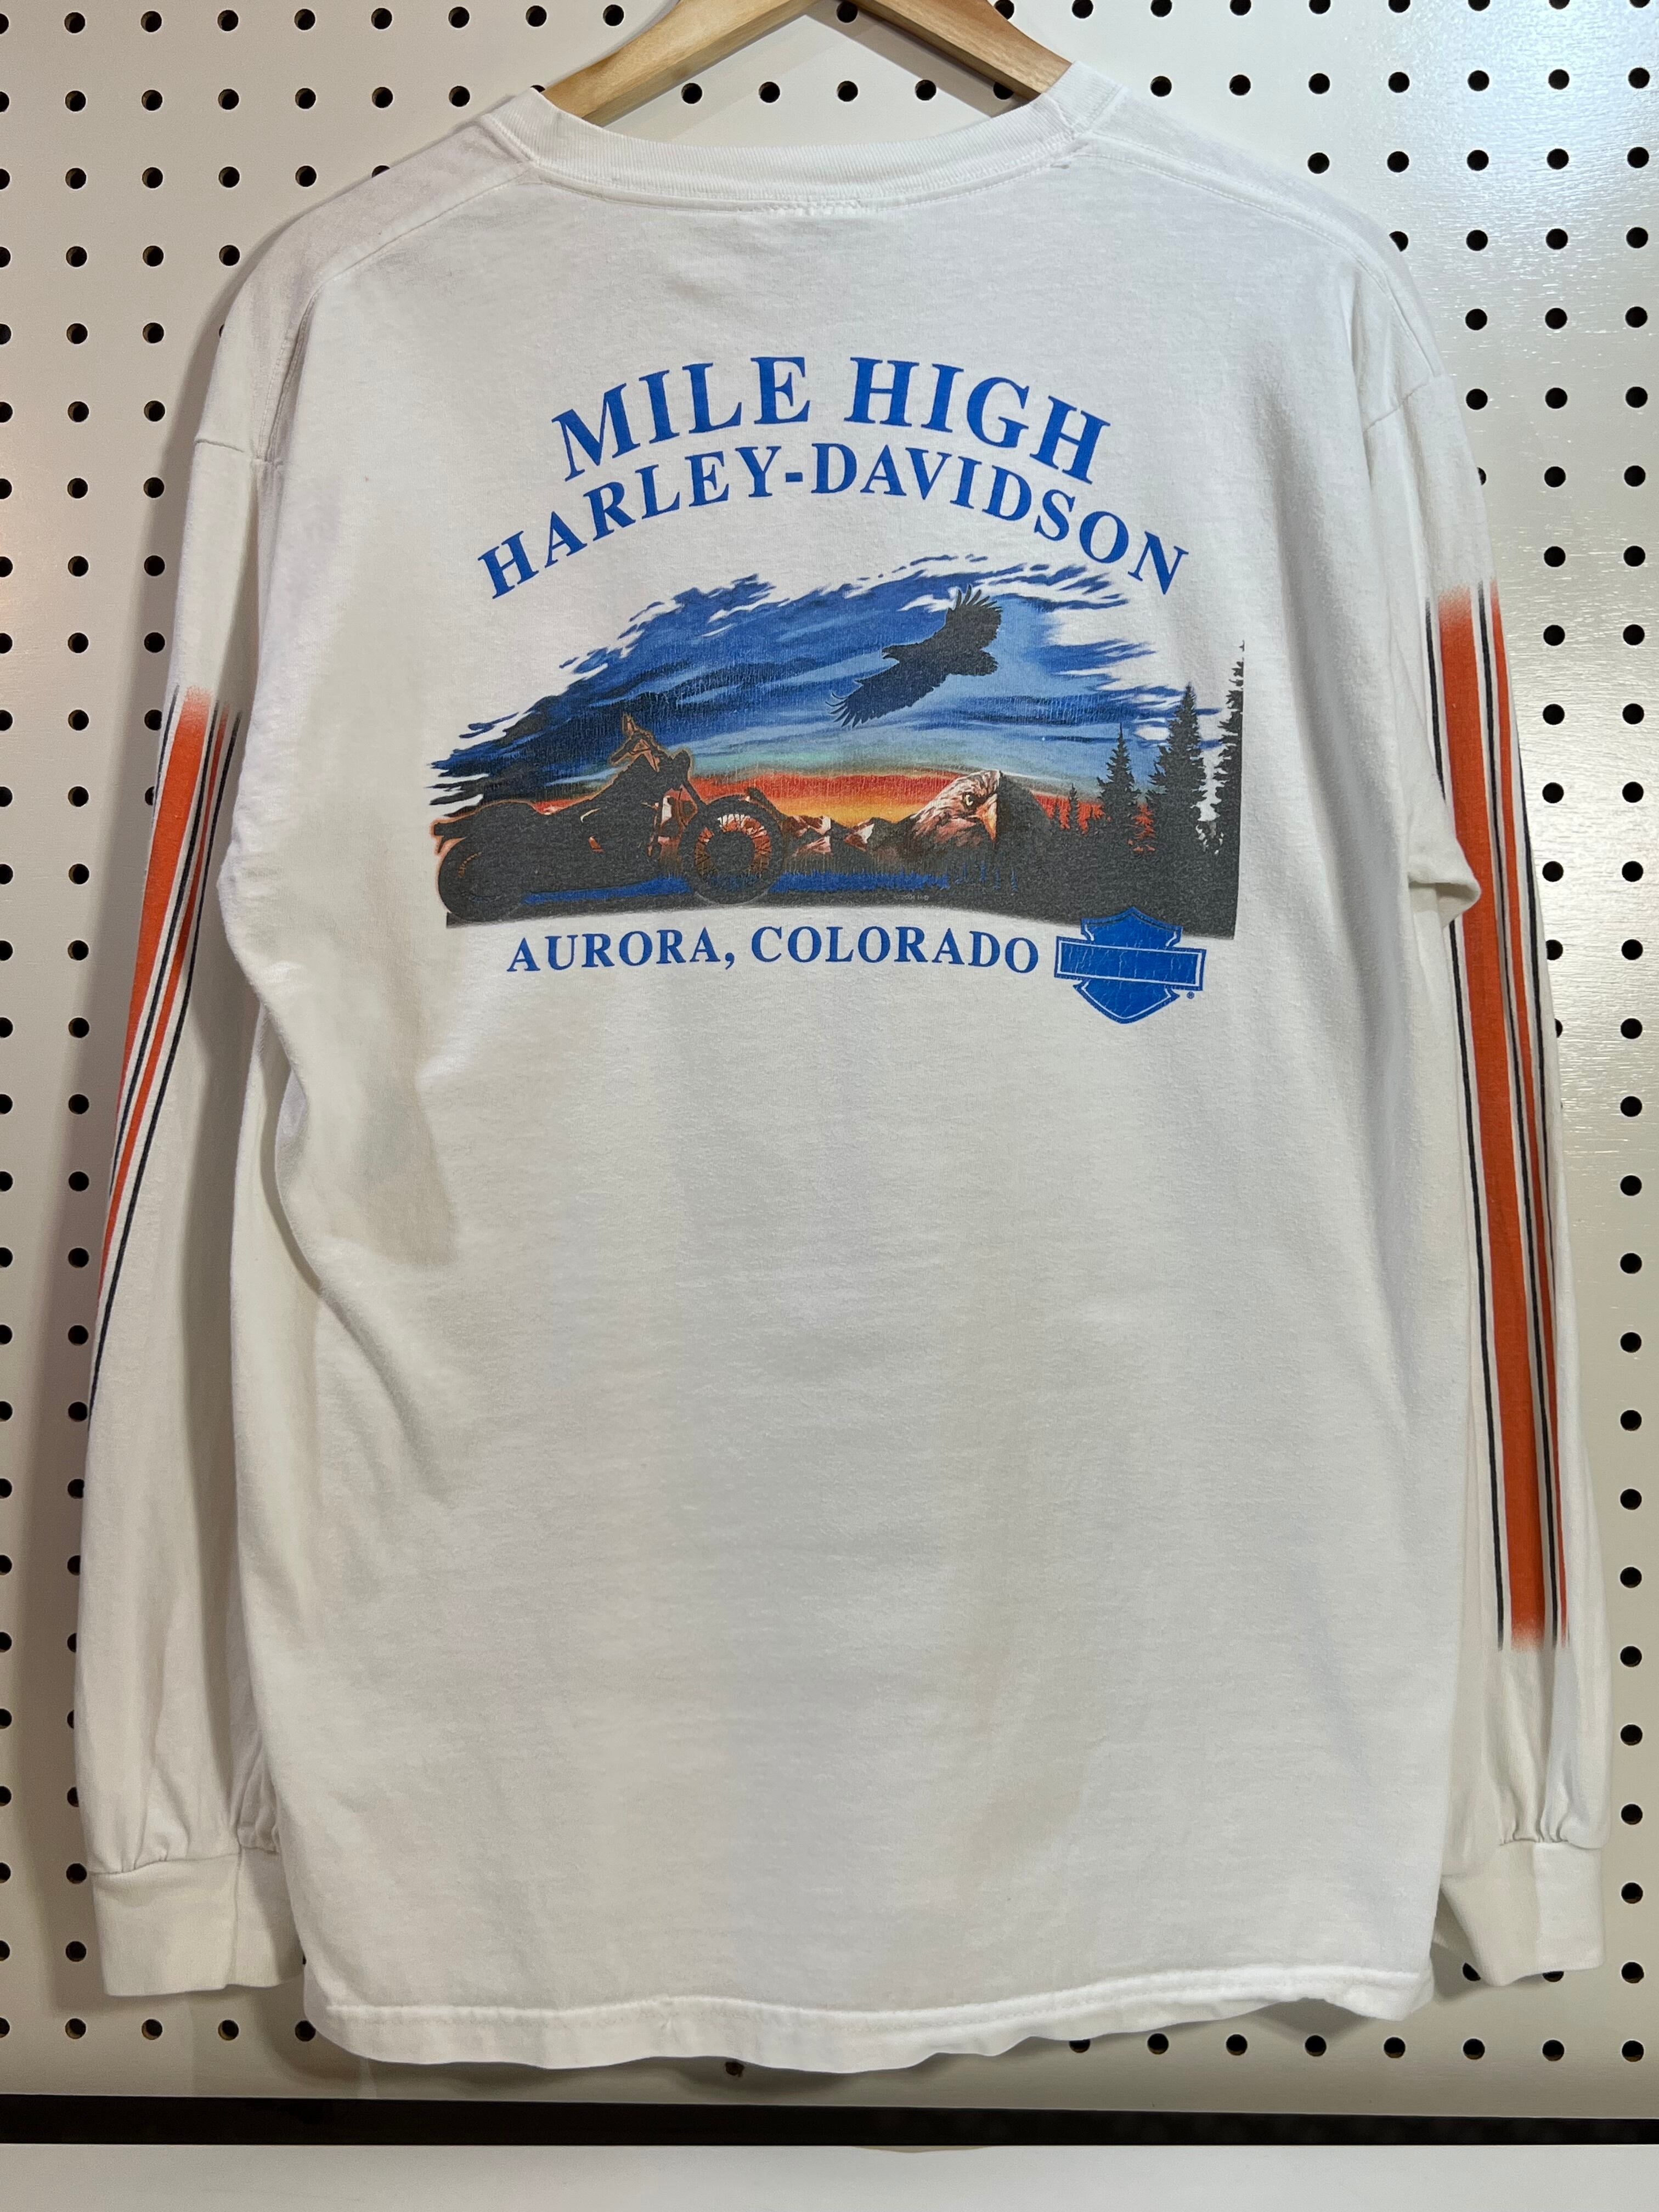 MILE HIGH
HARLEY-DAVIDSON
AURORA, COLORADO
®